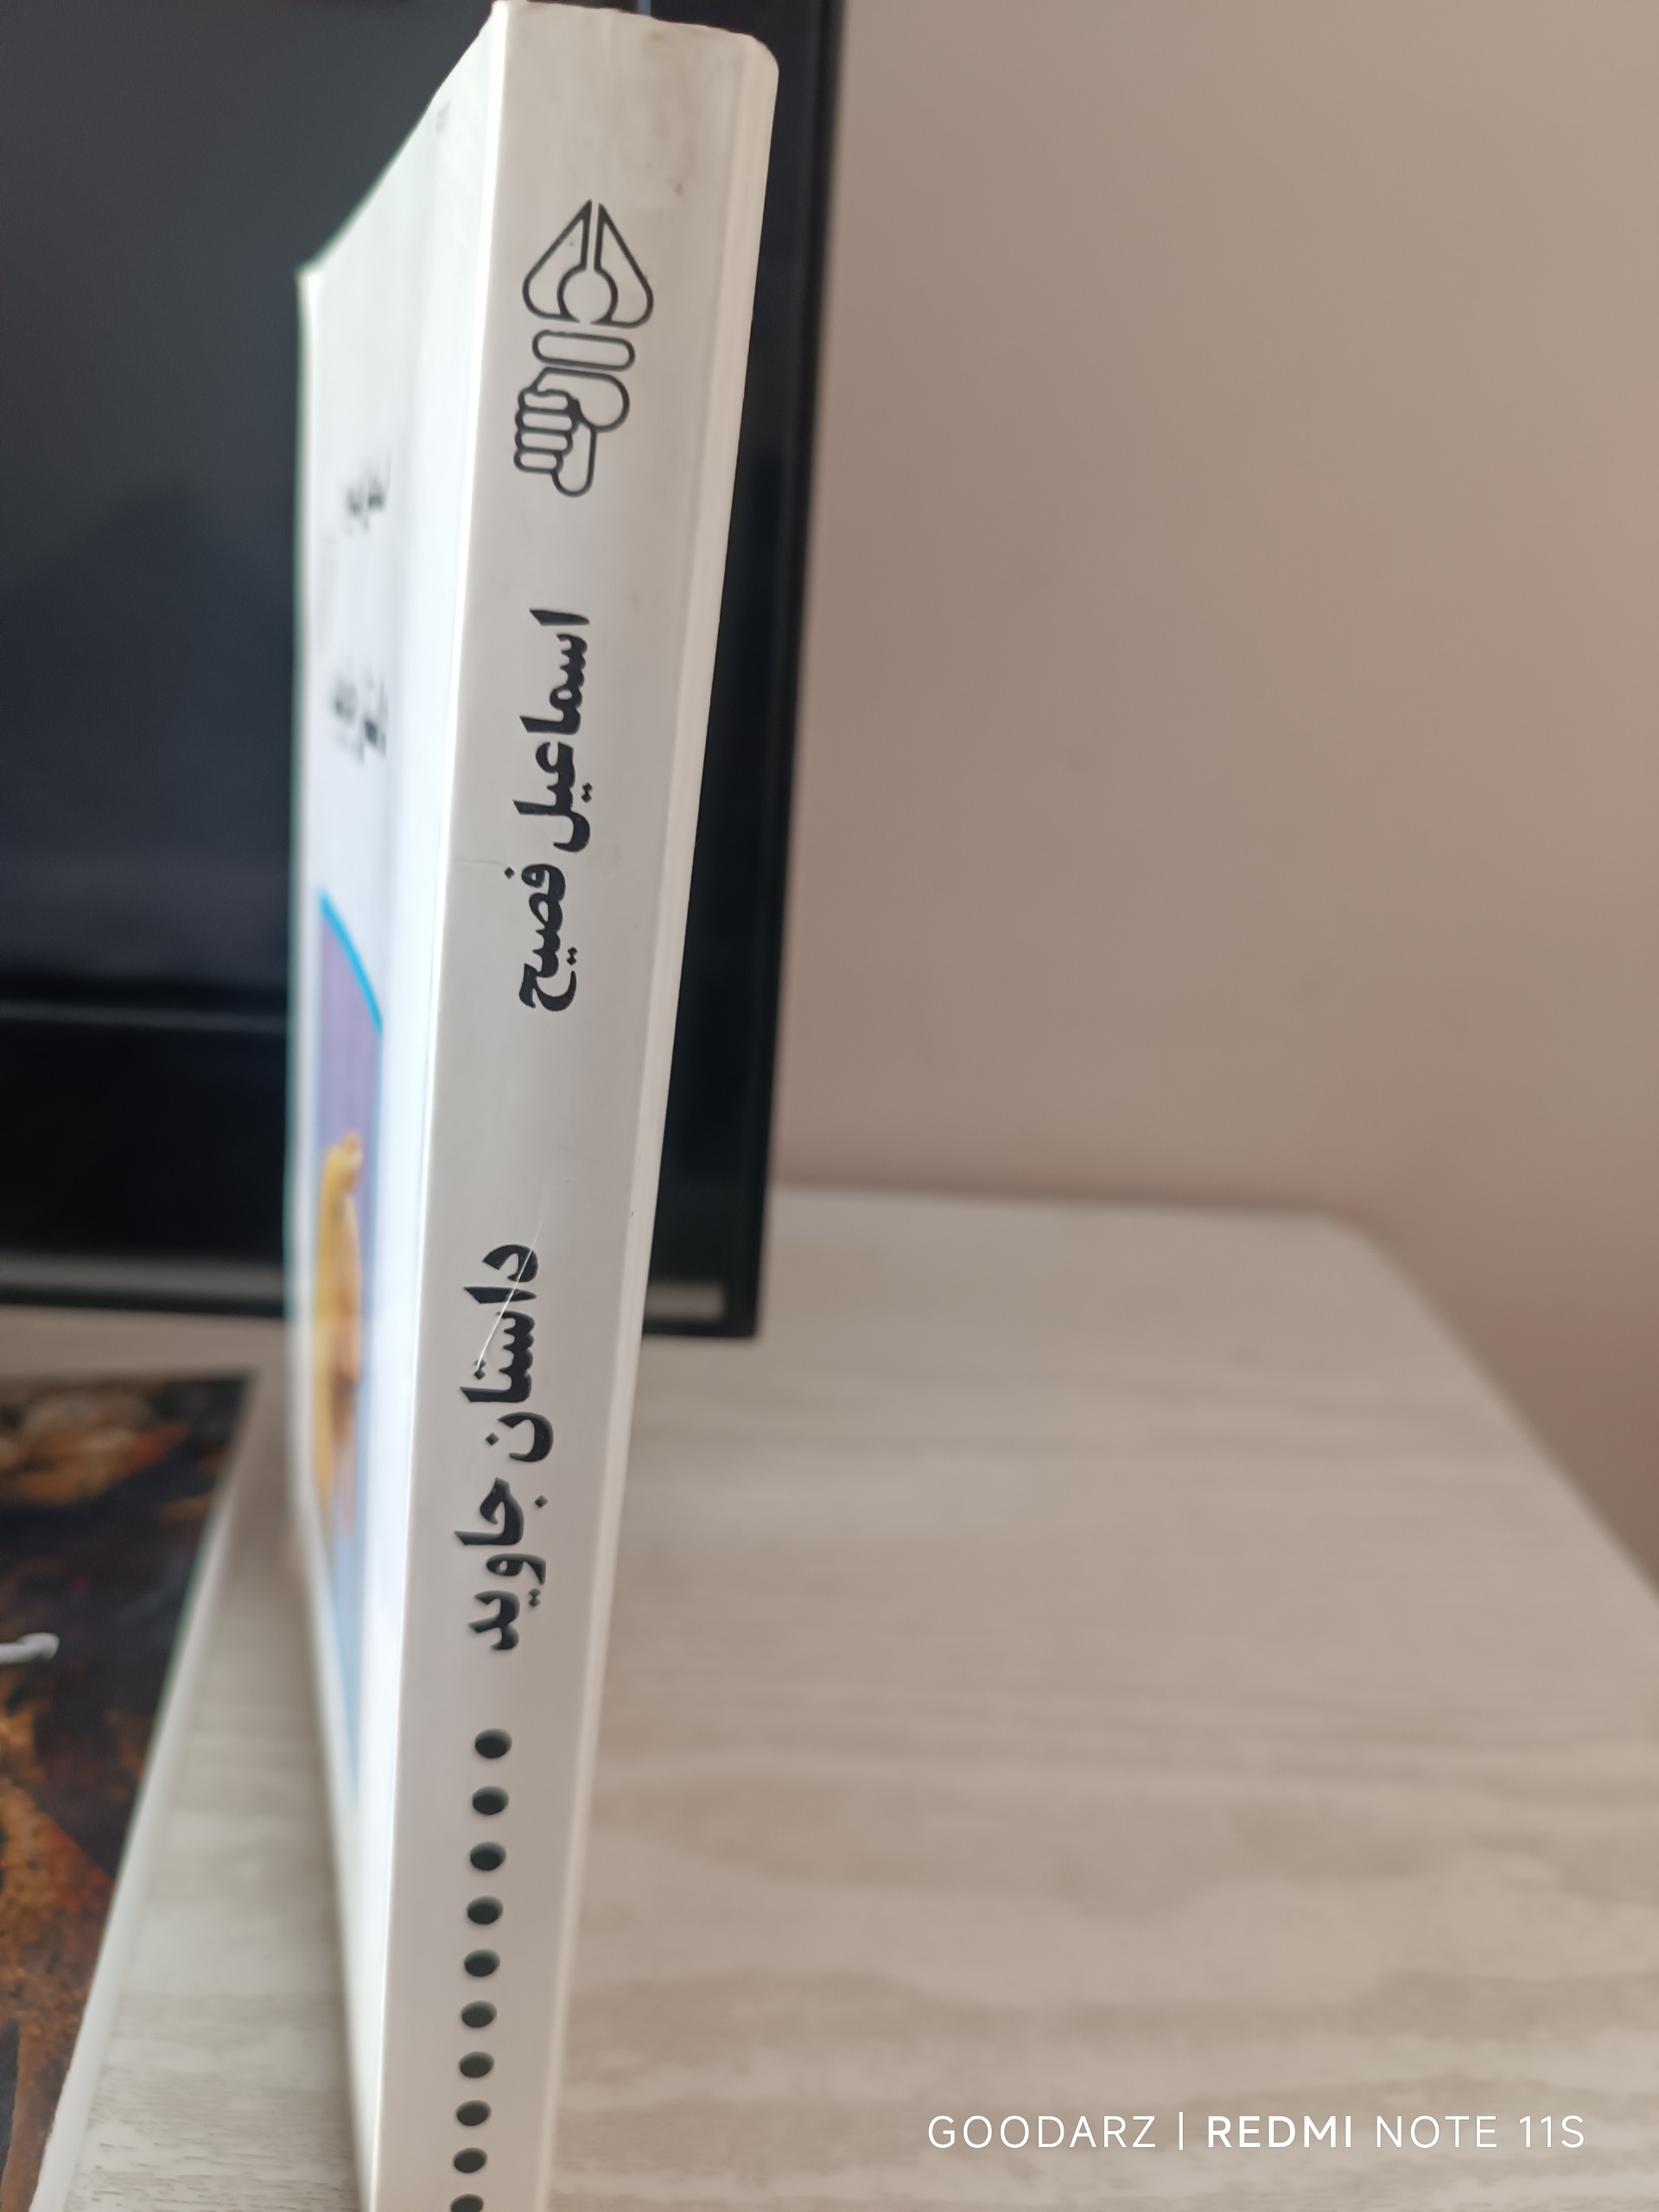 اسماعیل فصیح
داستان جاوید
GOODARZ | REDMI NOTE 11S